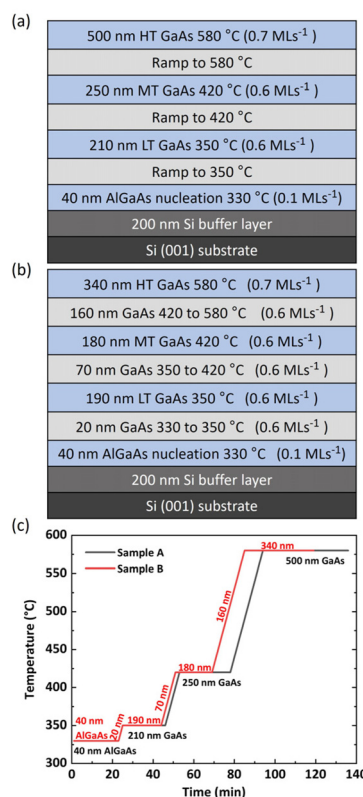 (a)
500 nm HT GaAs 580 °C (0.7 MLs⁻¹ )
Ramp to 580 °C
250 nm MT GaAs 420 °C (0.6 MLs⁻¹ )
Ramp to 420 °C
210 nm LT GaAs 350 °C (0.6 MLs⁻¹ )
Ramp to 350 °C
40 nm AlGaAs nucleation 330 °C (0.1 MLs⁻¹)
200 nm Si buffer layer
Si (001) substrate
(b)
340 nm HT GaAs 580 °C (0.7 MLs⁻¹ )
160 nm GaAs 420 to 580 °C (0.6 MLs⁻¹ )
180 nm MT GaAs 420 °C (0.6 MLs⁻¹ )
70 nm GaAs 350 to 420 °C (0.6 MLs⁻¹ )
190 nm LT GaAs 350 °C (0.6 MLs⁻¹ )
20 nm GaAs 330 to 350 °C (0.6 MLs⁻¹ )
40 nm AlGaAs nucleation 330 °C (0.1 MLs⁻¹)
200 nm Si buffer layer
Si (001) substrate
(c)
600
550
500
450
400
350
300
Temperature (°C)
Sample A
Sample B
340 nm
500 nm GaAs
160 nm
180 nm
250 nm GaAs
70 nm
190 nm
210 nm GaAs
20 nm
40 nm
AlGaAs
40 nm AlGaAs
0 20 40 60 80 100 120 140
Time (min)